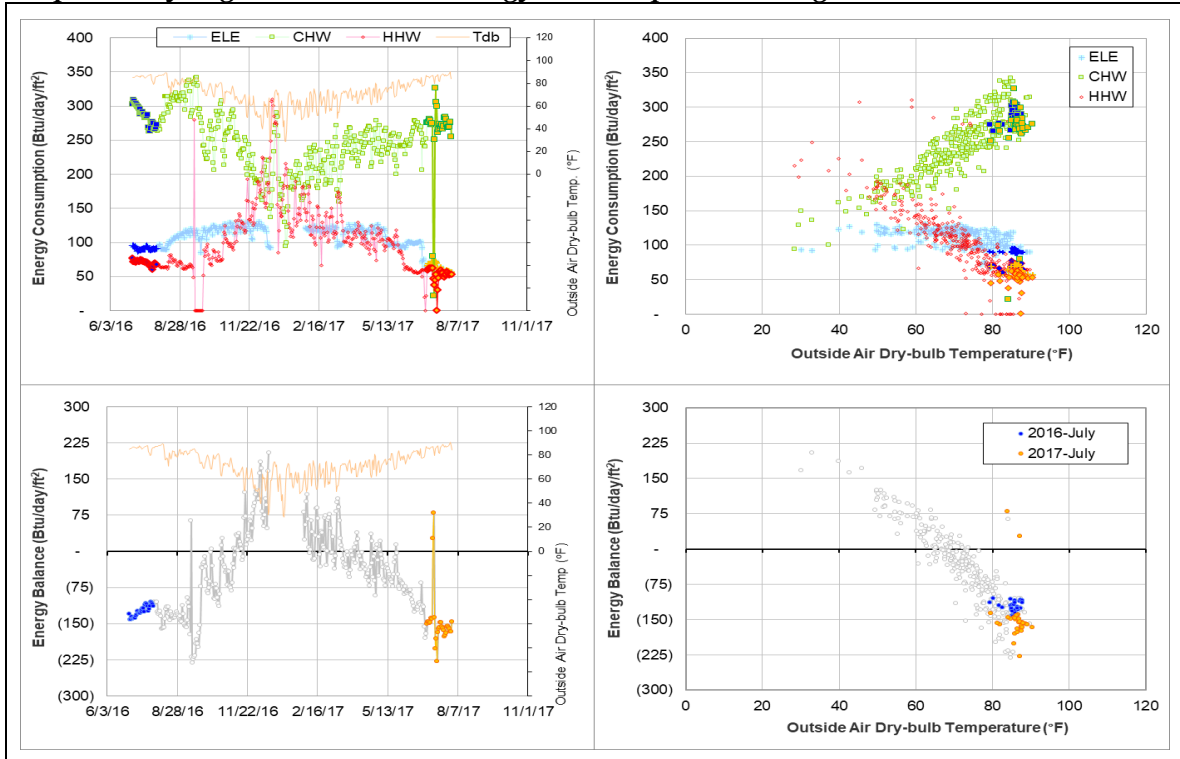 ELE CHW HHW Tdb
Energy Consumption (Btu/day/ft²)
400
350
300
250
200
150
100
50
-
120
100
80
60
40
20
0
Outside Air Dry-bulb Temp. (°F)
6/3/16 8/28/16 11/22/16 2/16/17 5/13/17 8/7/17 11/1/17
ELE
CHW
HHW
Energy Consumption (Btu/day/ft²)
400
350
300
250
200
150
100
50
-
0 20 40 60 80 100 120
Outside Air Dry-bulb Temperature (°F)
Energy Balance (Btu/day/ft²)
300
225
150
75
-
(75)
(150)
(225)
(300)
120
100
80
60
40
20
0
Outside Air Dry-bulb Temp (°F)
6/3/16 8/28/16 11/22/16 2/16/17 5/13/17 8/7/17 11/1/17
2016-July
2017-July
Energy Balance (Btu/day/ft²)
300
225
150
75
-
(75)
(150)
(225)
(300)
0 20 40 60 80 100 120
Outside Air Dry-bulb Temperature (°F)